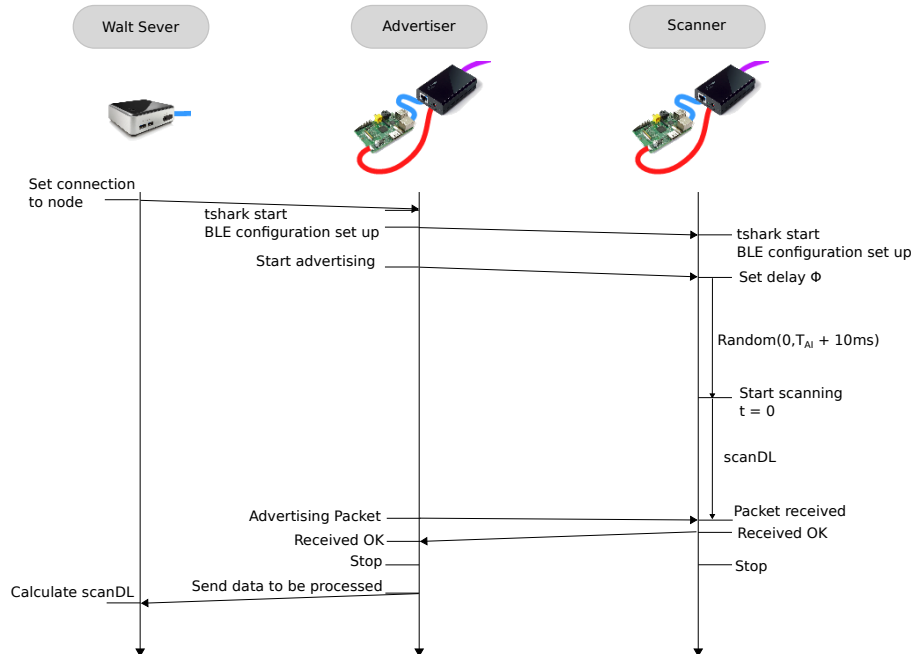 Walt Sever
Advertiser
Scanner
Set connection
to node
tshark start
BLE configuration set up
tshark start
BLE configuration set up
Start advertising
Set delay Φ
Random(0,T_AI + 10ms)
Start scanning
t = 0
scanDL
Advertising Packet
Packet received
Received OK
Received OK
Stop
Stop
Send data to be processed
Calculate scanDL